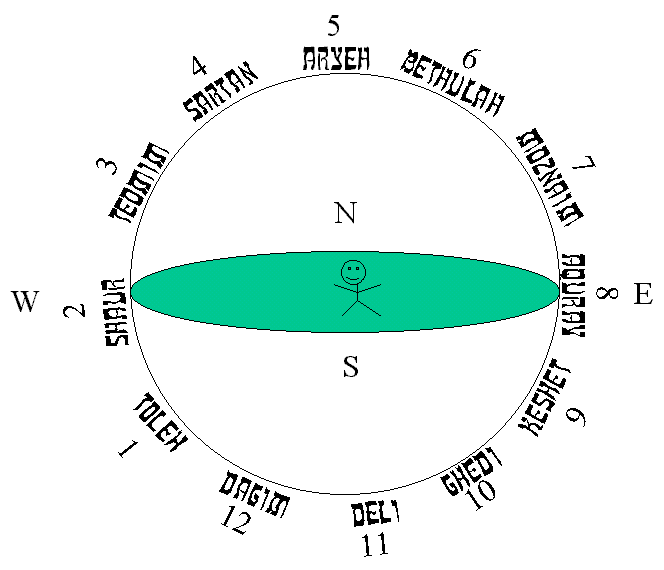 5
ARYEH
6
BETHULAH
7
MOZNAIM
8
AQURAV
E
9
KESHET
10
GHEDI
11
DELI
12
DAGIM
1
TOLEH
W
2
SHAUR
3
TEOMIM
4
SARTAN
N
S